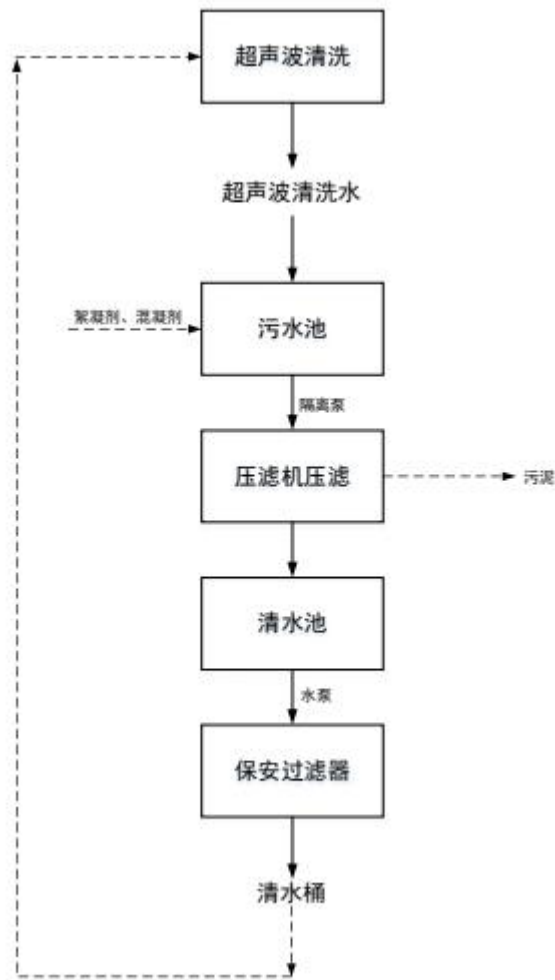 超声波清洗
超声波清洗水
絮凝剂、混凝剂
污水池
隔离泵
压滤机压滤
污泥
清水池
水泵
保安过滤器
清水桶